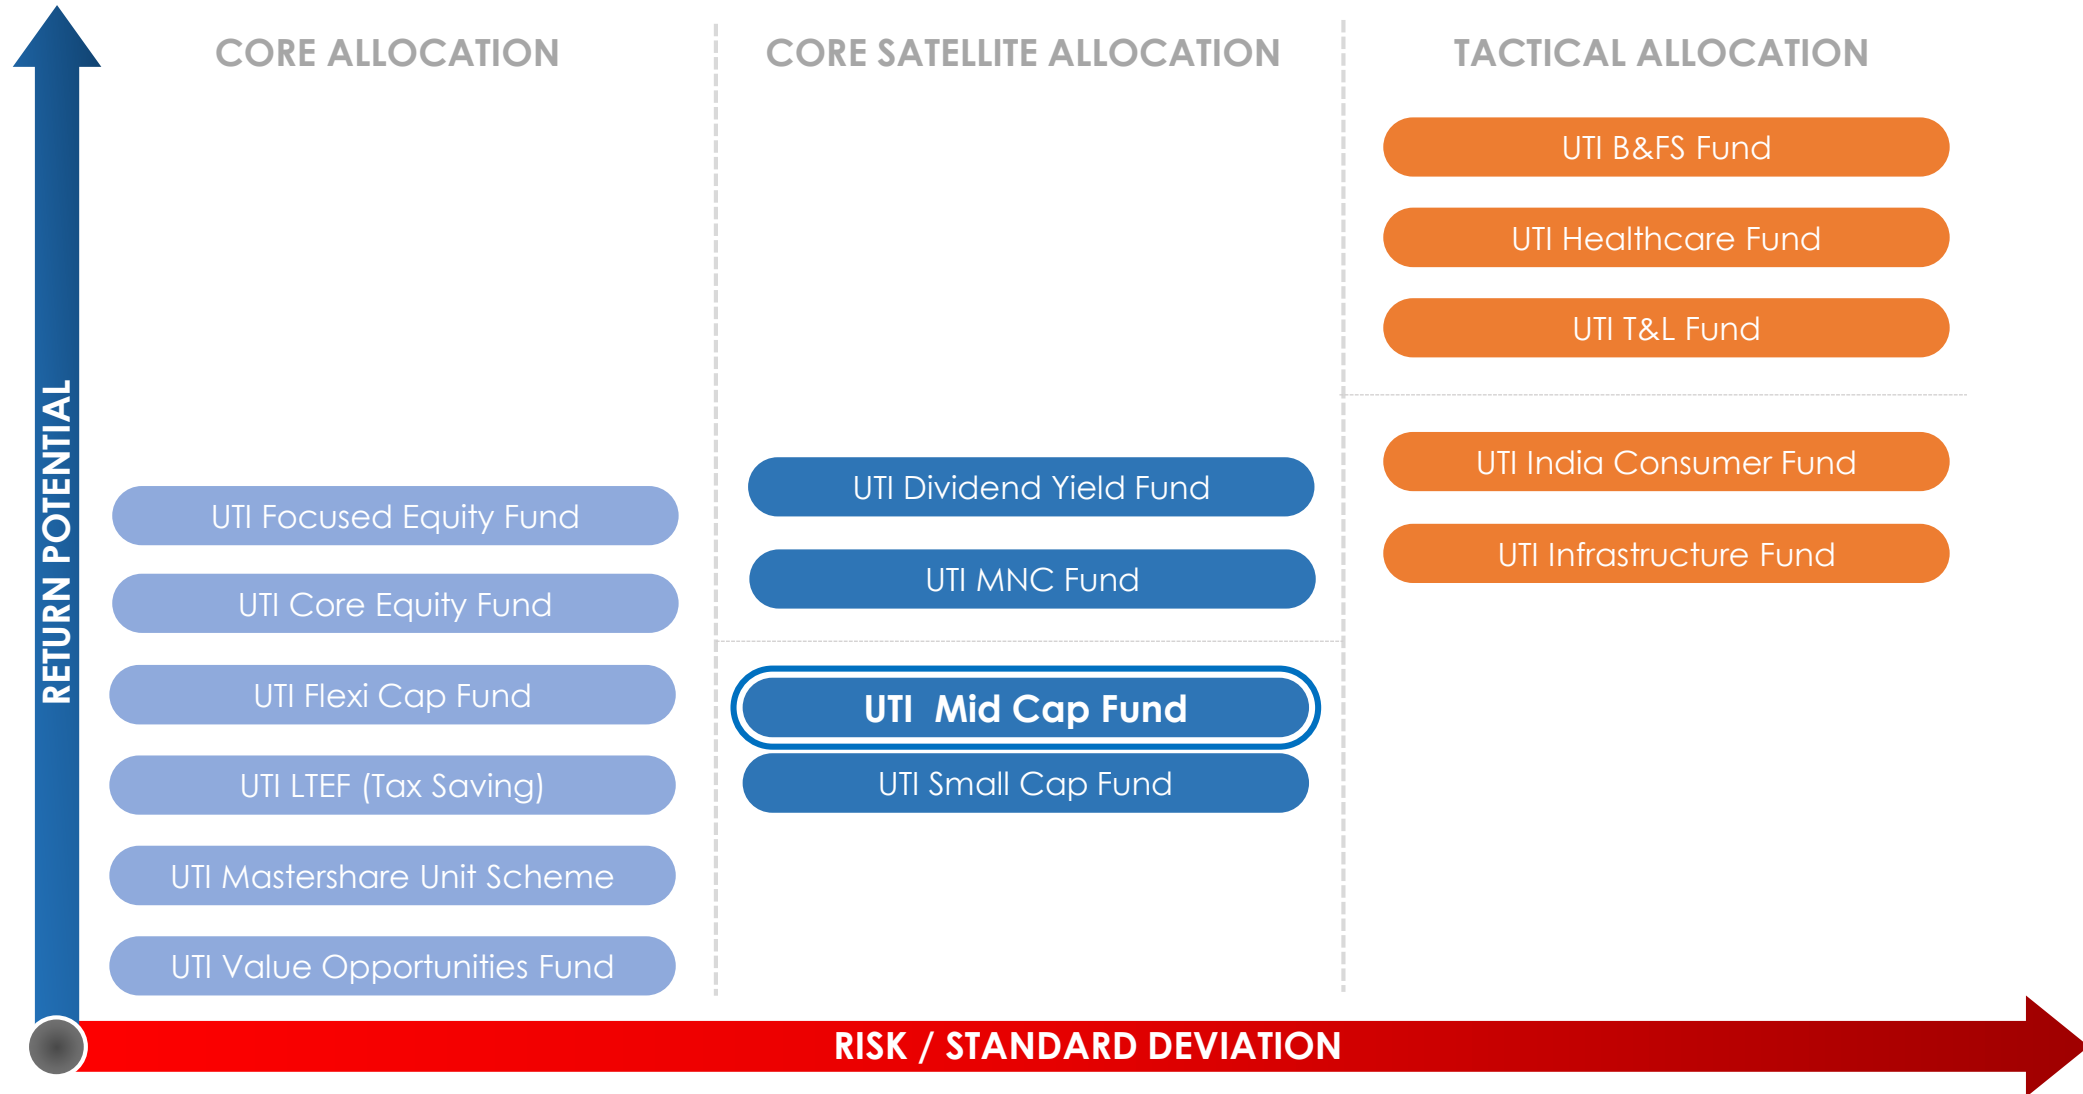 CORE ALLOCATION
CORE SATELLITE ALLOCATION
TACTICAL ALLOCATION
RETURN POTENTIAL
UTI Focused Equity Fund
UTI Core Equity Fund
UTI Flexi Cap Fund
UTI LTEF (Tax Saving)
UTI Mastershare Unit Scheme
UTI Value Opportunities Fund
UTI Dividend Yield Fund
UTI MNC Fund
UTI Mid Cap Fund
UTI Small Cap Fund
UTI B&FS Fund
UTI Healthcare Fund
UTI T&L Fund
UTI India Consumer Fund
UTI Infrastructure Fund
RISK / STANDARD DEVIATION